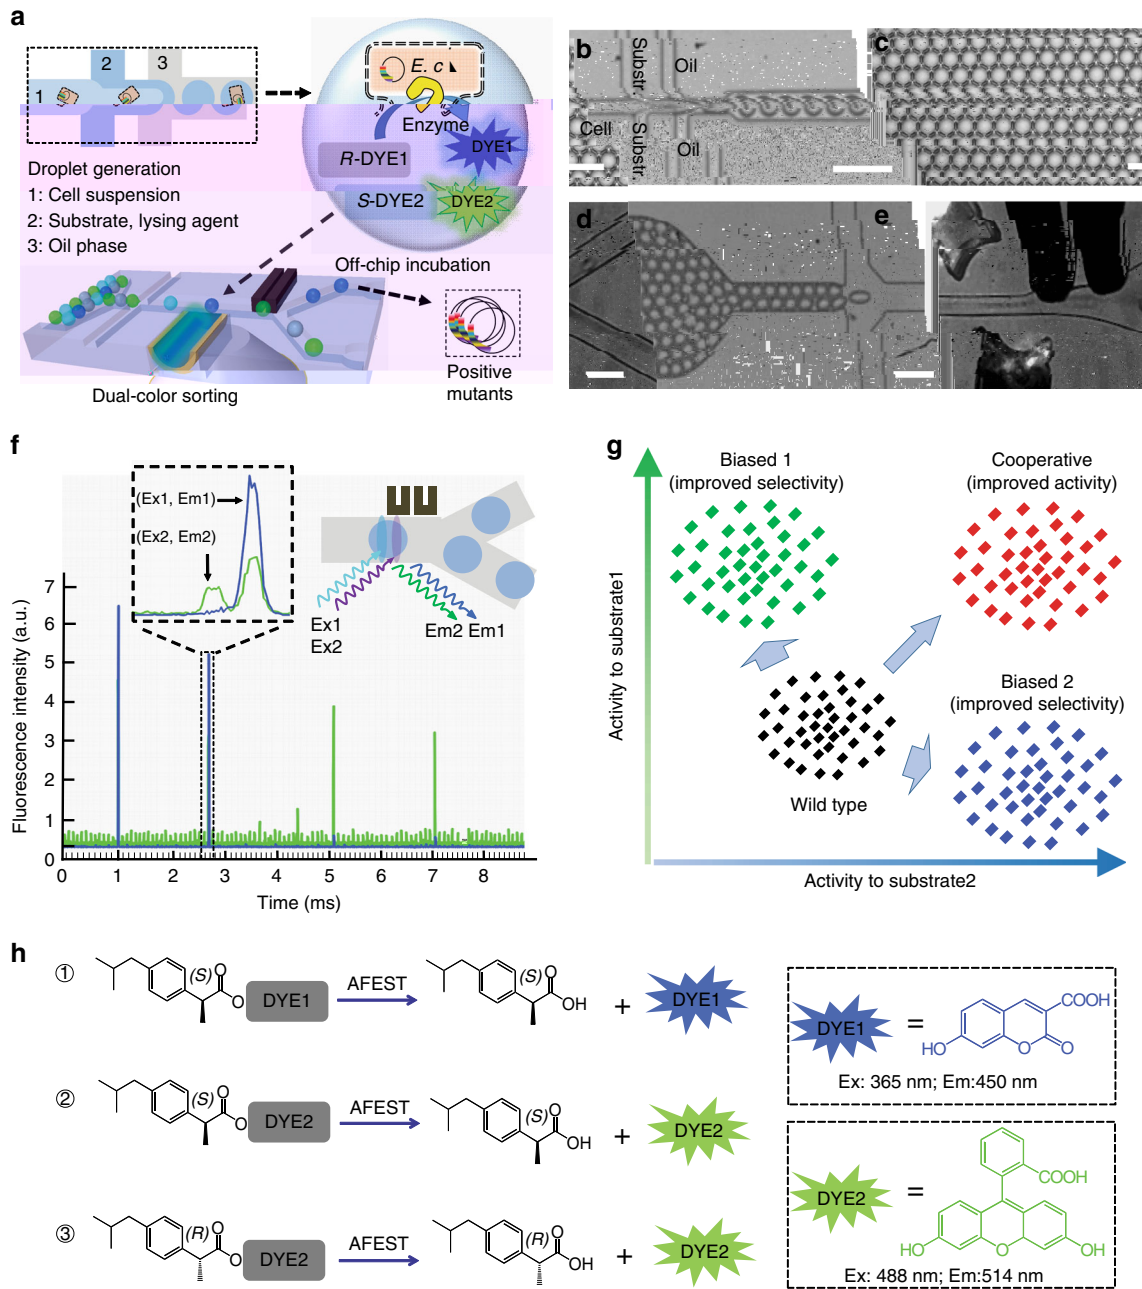 a
2
3
1
E. c
Enzyme
R-DYE1
DYE1
S-DYE2
DYE2
Droplet generation
1: Cell suspension
2: Substrate, lysing agent
3: Oil phase
Off-chip incubation
Dual-color sorting
Positive
mutants
b
Substr.
Oil
Cell
Substr.
Oil
c
d
e
f
(Ex1, Em1)
(Ex2, Em2)
Ex1
Ex2
Em2 Em1
Fluorescence intensity (a.u.)
7
6
5
4
3
2
1
0
0 1 2 3 4 5 6 7 8
Time (ms)
g
Biased 1
(improved selectivity)
Cooperative
(improved activity)
Biased 2
(improved selectivity)
Wild type
Activity to substrate1
Activity to substrate2
h
① (S) O O DYE1 AFEST (S) O OH + DYE1
② (S) O O DYE2 AFEST (S) O OH + DYE2
③ (R) O O DYE2 AFEST (R) O OH + DYE2
DYE1 = COOH HO O O
Ex: 365 nm; Em:450 nm
DYE2 = COOH HO O OH
Ex: 488 nm; Em:514 nm